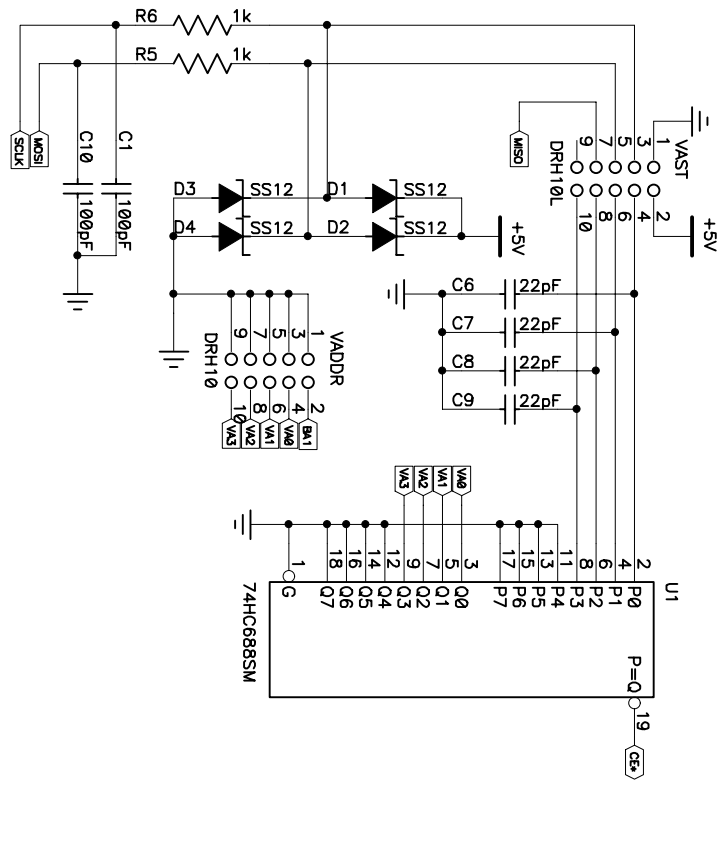 R6 1k
R5 1k
SCLK
MOSI
C10
100pF
C1
100pF
MISO
9 7 5 3 1
VAST
DRH10L
10 8 6 4 2
+5V
D3 SS12 D1 SS12
D4 SS12 D2 SS12
+5V
C6 22pF
C7 22pF
C8 22pF
C9 22pF
9 7 5 3 1
VADDR
DRH10
10 8 6 4 2
VA3 VA2 VA1 VA0 BA1
VA3 VA2 VA1 VA0
1 18 16 14 12 9 7 5 3 17 15 13 11 8 6 4 2
U1
G Q7 Q6 Q5 Q4 Q3 Q2 Q1 Q0 P7 P6 P5 P4 P3 P2 P1 P0
74HC688SM
P=Q
19
CE*